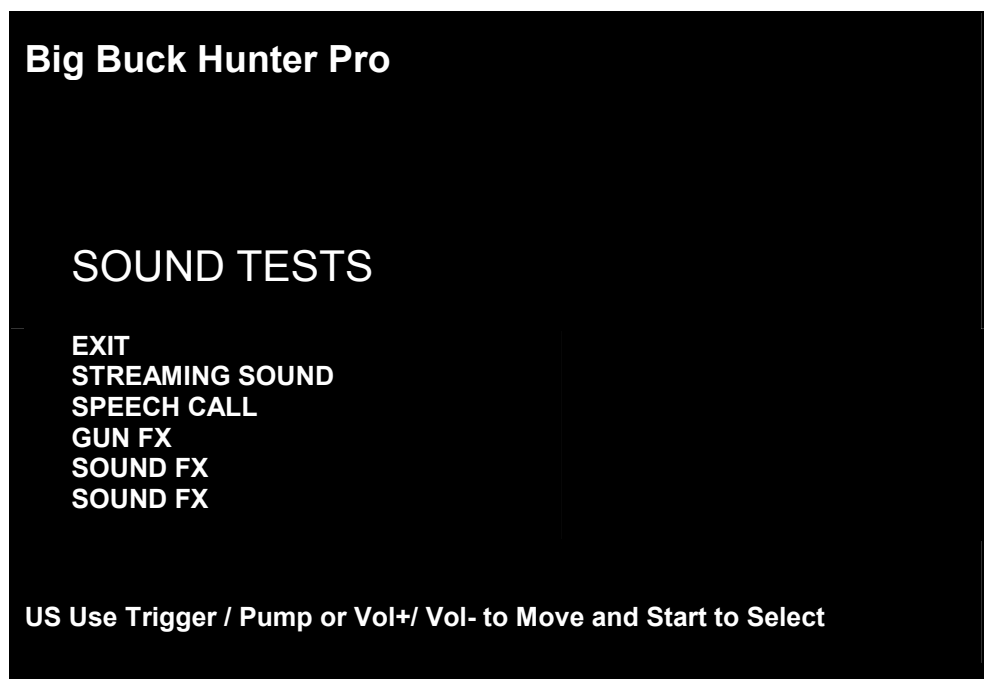 Big Buck Hunter Pro
SOUND TESTS
EXIT
STREAMING SOUND
SPEECH CALL
GUN FX
SOUND FX
SOUND FX
US Use Trigger / Pump or Vol+/ Vol- to Move and Start to Select